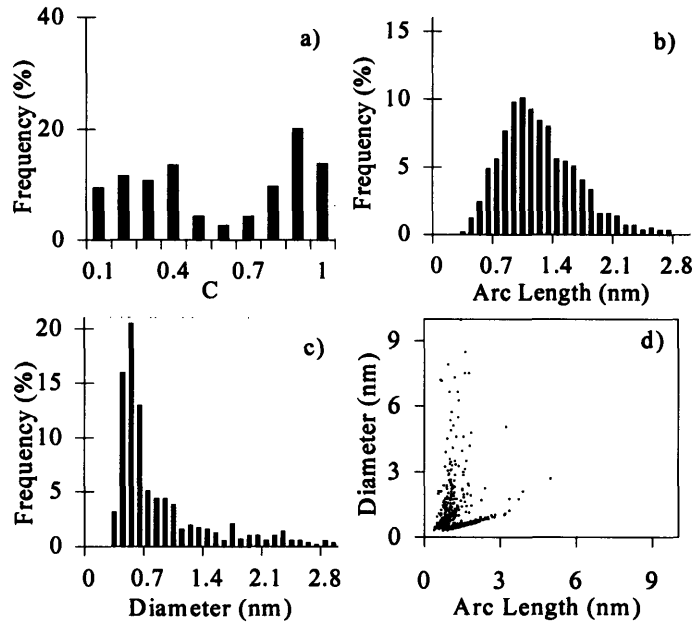 a)
Frequency (%)
40
20
0
0.1 0.4 0.7 1
C
b)
Frequency (%)
15
10
5
0
0 0.7 1.4 2.1 2.8
Arc Length (nm)
c)
Frequency (%)
20
15
10
5
0
0 0.7 1.4 2.1 2.8
Diameter (nm)
d)
Diameter (nm)
9
6
3
0
0 3 6 9
Arc Length (nm)